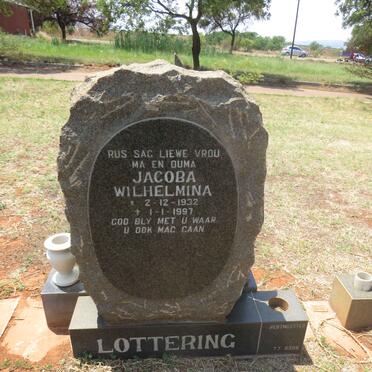 RUS SAG LIEWE VROU
MA EN OUMA
JACOBA
WILHELMINA
* 2-12-1932
† 1-1-1997
GOD BLY MET U WAAR
U OOK MAG GAAN
LOTTERING